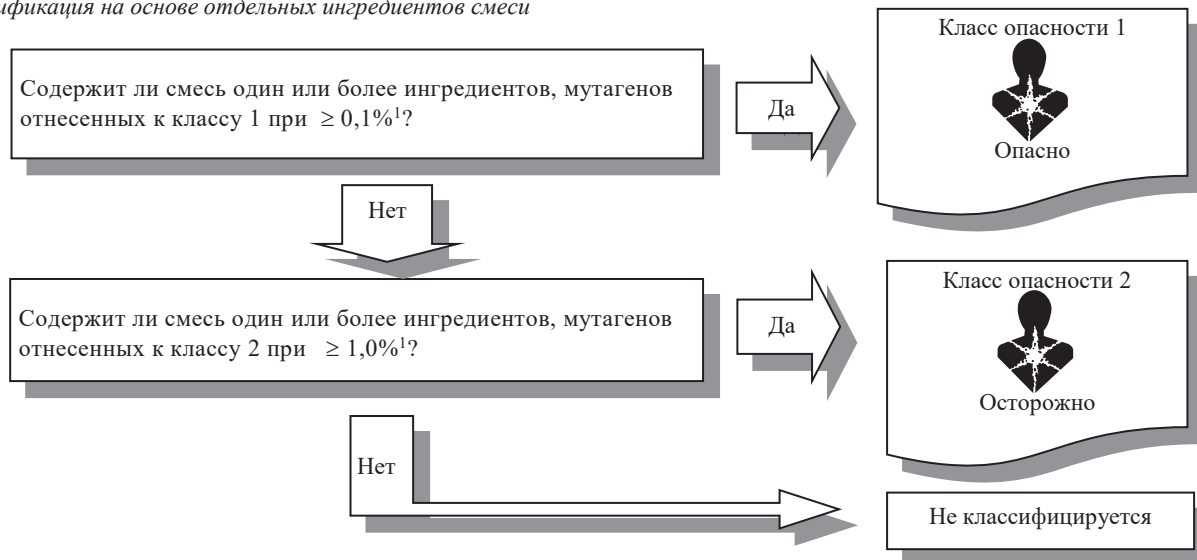 фикация на основе отдельных ингредиентов смеси
Содержит ли смесь один или более ингредиентов, мутагенов
отнесенных к классу 1 при ≥ 0,1%¹?
Да
Класс опасности 1
Опасно
Нет
Содержит ли смесь один или более ингредиентов, мутагенов
отнесенных к классу 2 при ≥ 1,0%¹?
Да
Класс опасности 2
Осторожно
Нет
Не классифицируется